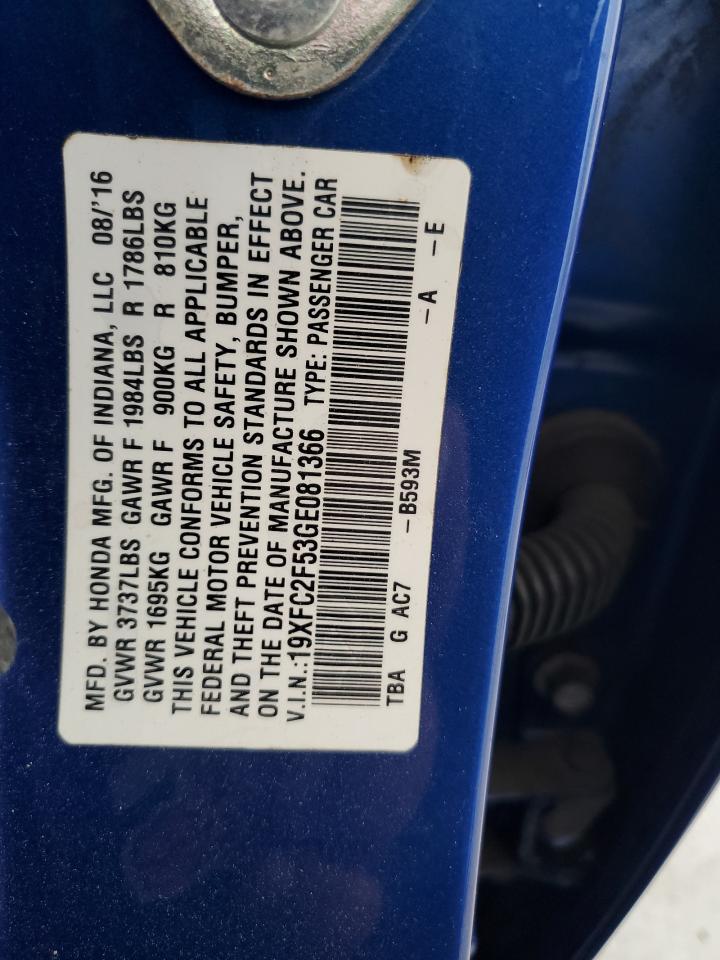 MFD. BY HONDA MFG. OF INDIANA, LLC 08/'16
GVWR 3737LBS GAWR F 1984LBS R 1786LBS
GVWR 1695KG GAWR F 900KG R 810KG
THIS VEHICLE CONFORMS TO ALL APPLICABLE
FEDERAL MOTOR VEHICLE SAFETY, BUMPER,
AND THEFT PREVENTION STANDARDS IN EFFECT
ON THE DATE OF MANUFACTURE SHOWN ABOVE.
V.I.N.:19XFC2F53GE081366 TYPE: PASSENGER CAR
TBA G AC7 -B593M -A -E